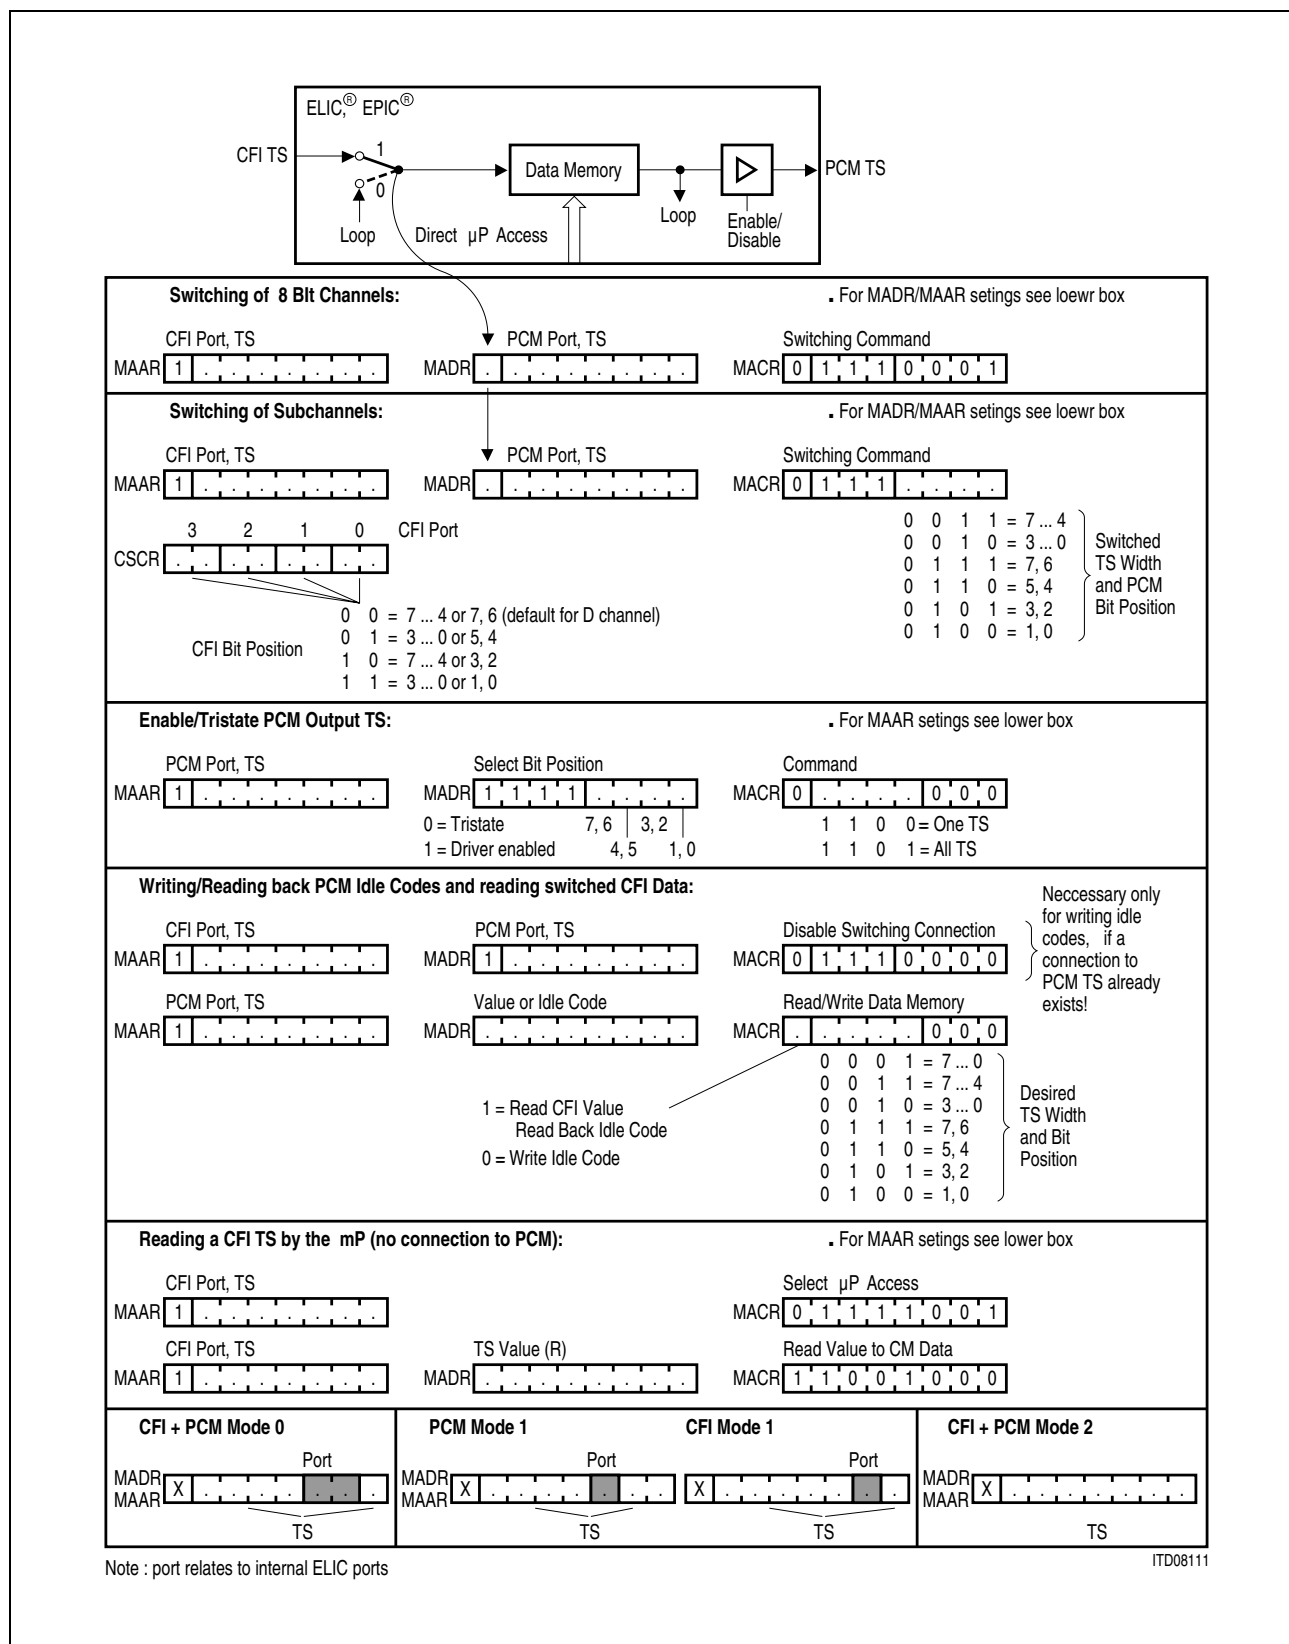 ELIC,® EPIC®
CFI TS
1
0
Data Memory
PCM TS
Loop
Direct µP Access
Loop
Enable/
Disable
Switching of 8 BIt Channels:
. For MADR/MAAR setings see loewr box
CFI Port, TS
PCM Port, TS
Switching Command
MAAR 1 . . . . . . .
MADR . . . . . . . .
MACR 0 1 1 1 0 0 0 1
Switching of Subchannels:
. For MADR/MAAR setings see loewr box
CFI Port, TS
PCM Port, TS
Switching Command
MAAR 1 . . . . . . .
MADR . . . . . . . .
MACR 0 1 1 1 . . . .
3 2 1 0 CFI Port
CSCR . . . . . . . .
0 0 = 7 ... 4 or 7, 6 (default for D channel)
0 1 = 3 ... 0 or 5, 4
1 0 = 7 ... 4 or 3, 2
1 1 = 3 ... 0 or 1, 0
CFI Bit Position
0 0 1 1 = 7 ... 4
0 0 1 0 = 3 ... 0
0 1 1 1 = 7, 6
0 1 1 0 = 5, 4
0 1 0 1 = 3, 2
0 1 0 0 = 1, 0
Switched
TS Width
and PCM
Bit Position
Enable/Tristate PCM Output TS:
. For MAAR setings see lower box
PCM Port, TS
Select Bit Position
Command
MAAR 1 . . . . . . .
MADR 1 1 1 1 . . . .
MACR 0 . . . . 0 0 0
0 = Tristate 7, 6 3, 2
1 = Driver enabled 4, 5 1, 0
1 1 0 0 = One TS
1 1 0 1 = All TS
Writing/Reading back PCM Idle Codes and reading switched CFI Data:
CFI Port, TS
PCM Port, TS
Disable Switching Connection
MAAR 1 . . . . . . .
MADR 1 . . . . . . .
MACR 0 1 1 1 0 0 0 0
Neccessary only
for writing idle
codes, if a
connection to
PCM TS already
exists!
PCM Port, TS
Value or Idle Code
Read/Write Data Memory
MAAR 1 . . . . . . .
MADR . . . . . . . .
MACR . . . . . 0 0 0
1 = Read CFI Value
Read Back Idle Code
0 = Write Idle Code
0 0 0 1 = 7 ... 0
0 0 1 1 = 7 ... 4
0 0 1 0 = 3 ... 0
0 1 1 1 = 7, 6
0 1 1 0 = 5, 4
0 1 0 1 = 3, 2
0 1 0 0 = 1, 0
Desired
TS Width
and Bit
Position
Reading a CFI TS by the mP (no connection to PCM):
. For MAAR setings see lower box
CFI Port, TS
Select µP Access
MAAR 1 . . . . . . .
MACR 0 1 1 1 1 0 0 1
CFI Port, TS
TS Value (R)
Read Value to CM Data
MAAR 1 . . . . . . .
MADR . . . . . . . .
MACR 1 1 0 0 1 0 0 0
CFI + PCM Mode 0
Port
MADR
MAAR
X . . . . . . .
TS
PCM Mode 1
Port
MADR
MAAR
X . . . . . . .
TS
CFI Mode 1
Port
X . . . . . . .
TS
CFI + PCM Mode 2
MADR
MAAR
X . . . . . . .
TS
Note : port relates to internal ELIC ports
ITD08111